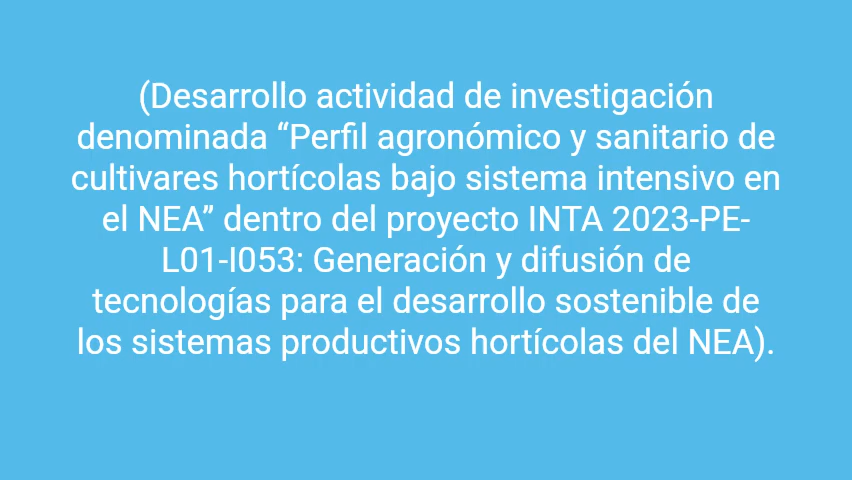 (Desarrollo actividad de investigación
denominada “Perfil agronómico y sanitario de
cultivares hortícolas bajo sistema intensivo en
el NEA” dentro del proyecto INTA 2023-PE-
L01-I053: Generación y difusión de
tecnologías para el desarrollo sostenible de
los sistemas productivos hortícolas del NEA).